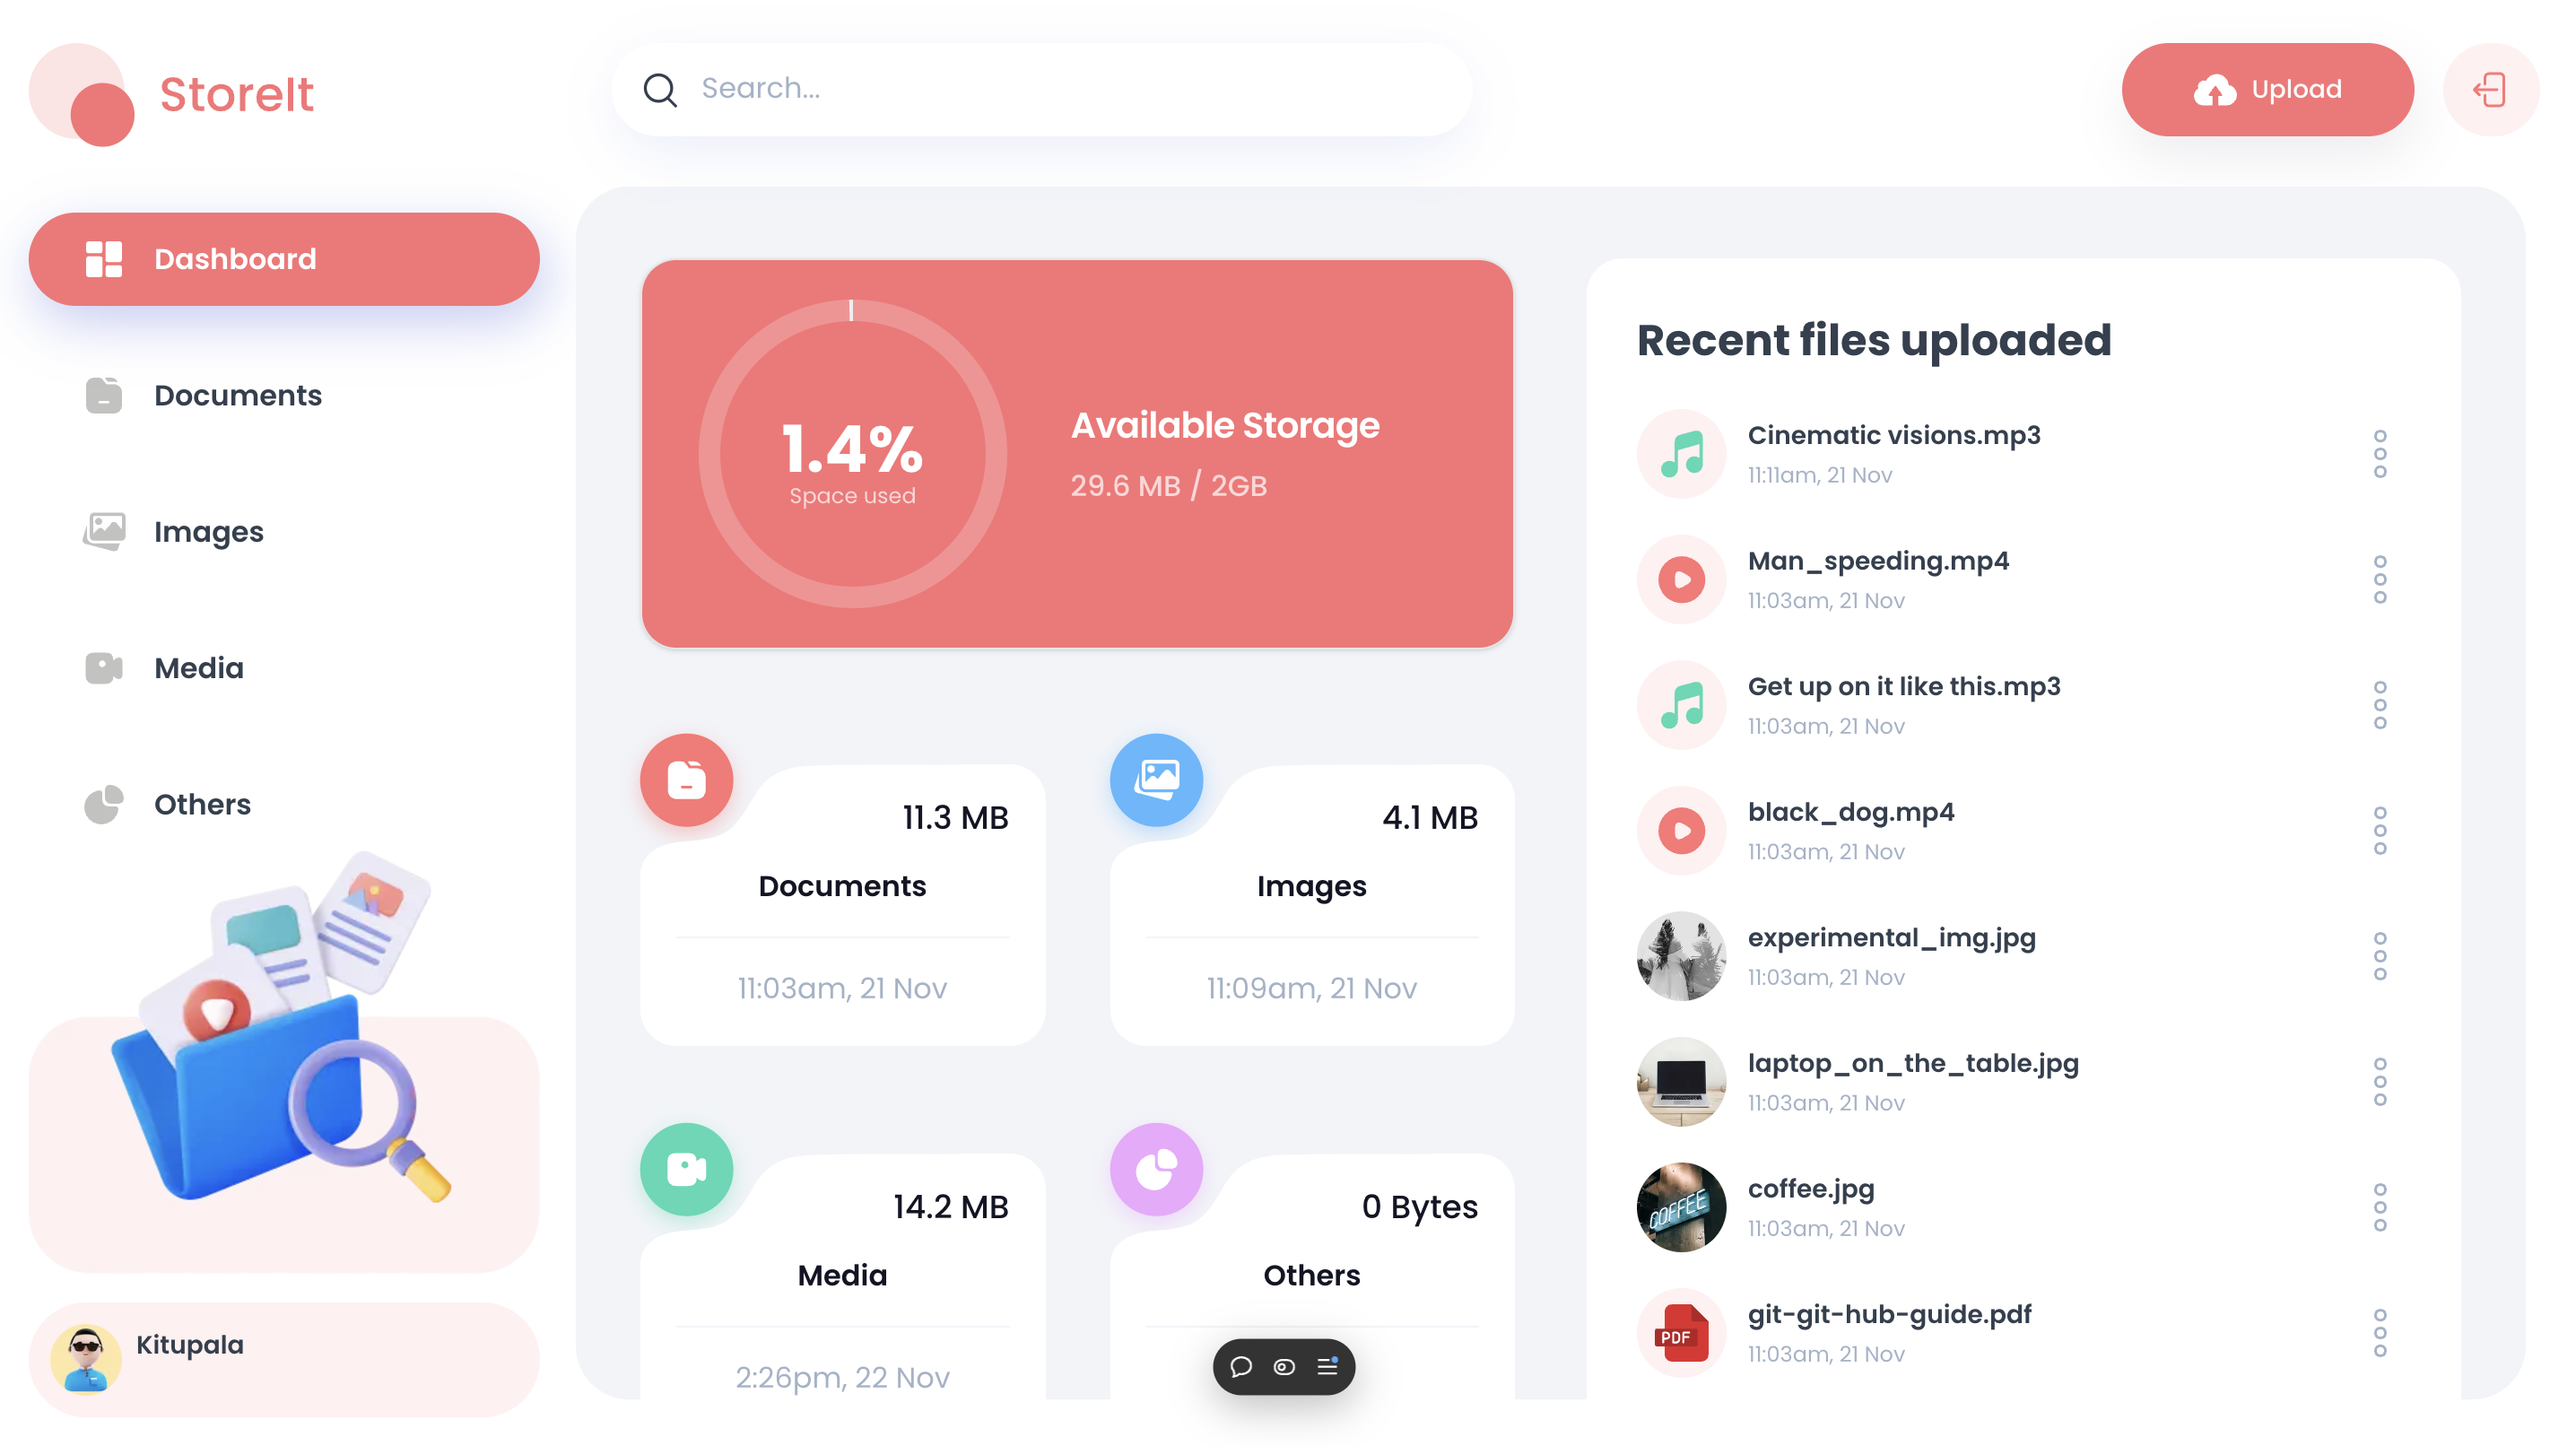 StoreIt
Search...
Upload
Dashboard
Documents
Images
Media
Others
Kitupala
1.4%
Space used
Available Storage
29.6 MB / 2GB
11.3 MB
Documents
11:03am, 21 Nov
4.1 MB
Images
11:09am, 21 Nov
14.2 MB
Media
2:26pm, 22 Nov
0 Bytes
Others
Recent files uploaded
Cinematic visions.mp3
11:11am, 21 Nov
Man_speeding.mp4
11:03am, 21 Nov
Get up on it like this.mp3
11:03am, 21 Nov
black_dog.mp4
11:03am, 21 Nov
experimental_img.jpg
11:03am, 21 Nov
laptop_on_the_table.jpg
11:03am, 21 Nov
COFFEE
coffee.jpg
11:03am, 21 Nov
PDF
git-git-hub-guide.pdf
11:03am, 21 Nov